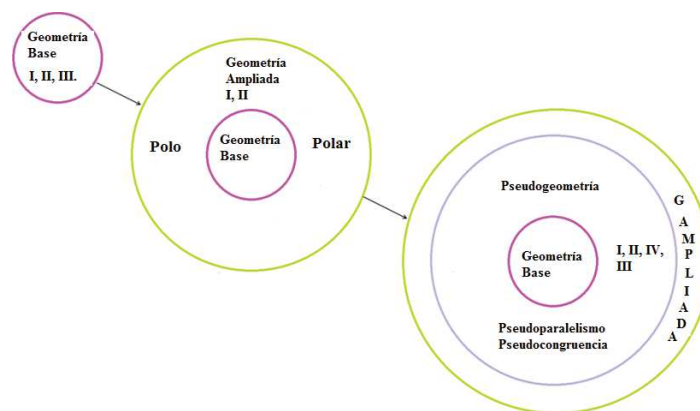 Geometría
Base
I, II, III.
Geometría
Ampliada
I, II
Polo
Geometría
Base
Polar
Pseudogeometría
Geometría
Base
I, II, IV,
III
Pseudoparalelismo
Pseudocongruencia
G
A
M
P
L
I
A
D
A